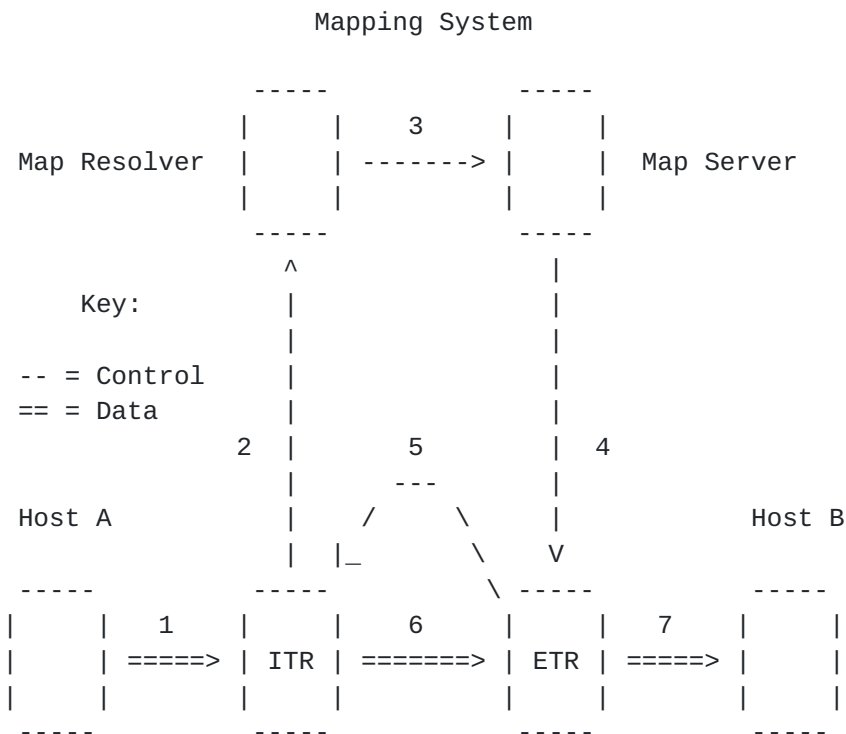 Mapping System
3
Map Resolver -------> Map Server
Key:
-- = Control
== = Data
2 5 4
Host A Host B
1 6 7
=====> ITR =======> ETR =====>